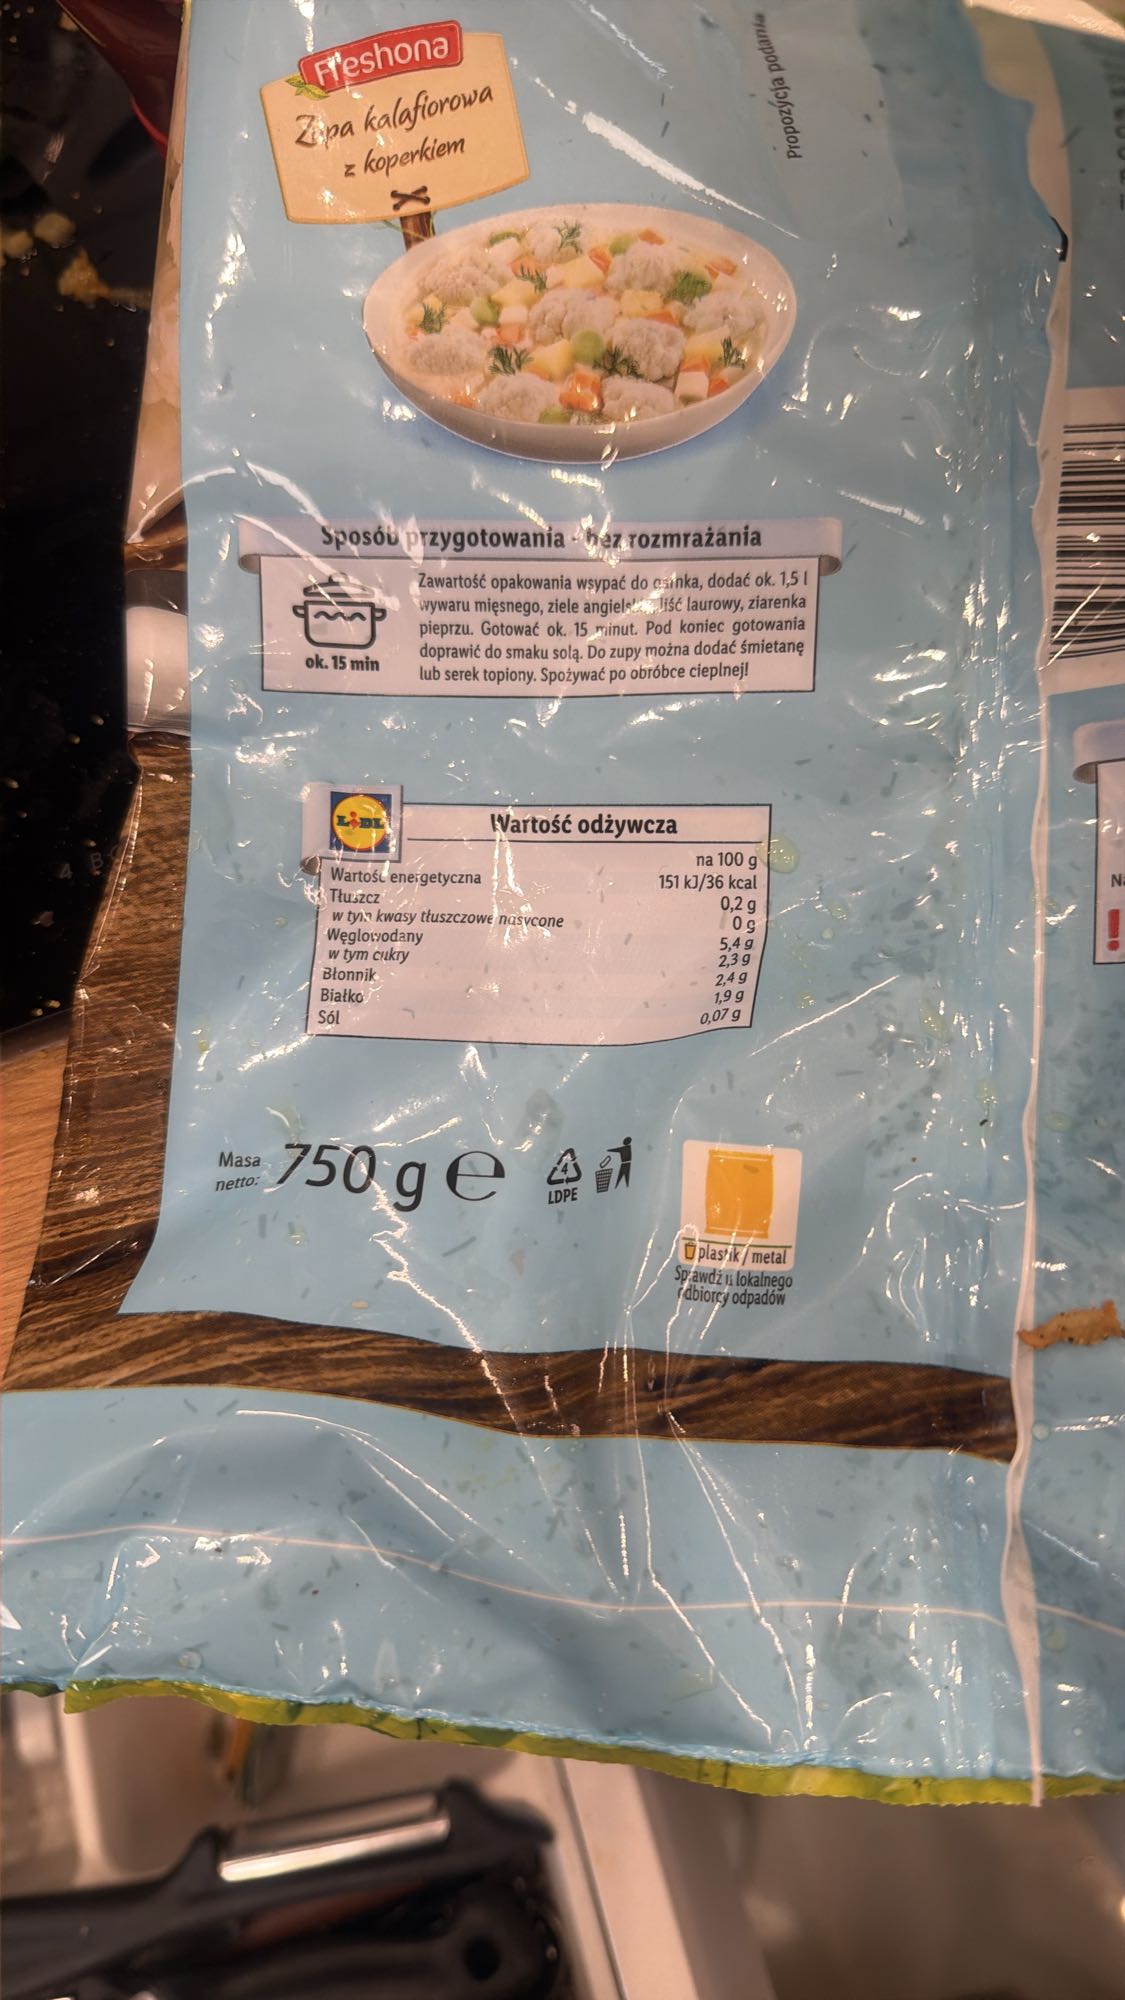 Freshona
Zupa kalafiorowa
z koperkiem
propozycja podania
Sposób przygotowania - bez rozmrażania
ok. 15 min
Zawartość opakowania wsypać do garnka, dodać ok. 1,5 l
wywaru mięsnego, ziele angielskie, liść laurowy, ziarenka
pieprzu. Gotować ok. 15 minut. Pod koniec gotowania
doprawić do smaku solą. Do zupy można dodać śmietanę
lub serek topiony. Spożywać po obróbce cieplnej!
LIDL
Wartość odżywcza
na 100 g
Wartość energetyczna 151 kJ/36 kcal
Tłuszcz 0,2 g
w tym kwasy tłuszczowe nasycone 0 g
Węglowodany 5,4 g
w tym cukry 2,3 g
Błonnik 2,4 g
Białko 1,9 g
Sól 0,07 g
Masa
netto: 750 g e
4
LDPE
plastik / metal
Sprawdź u lokalnego
odbiorcy odpadów